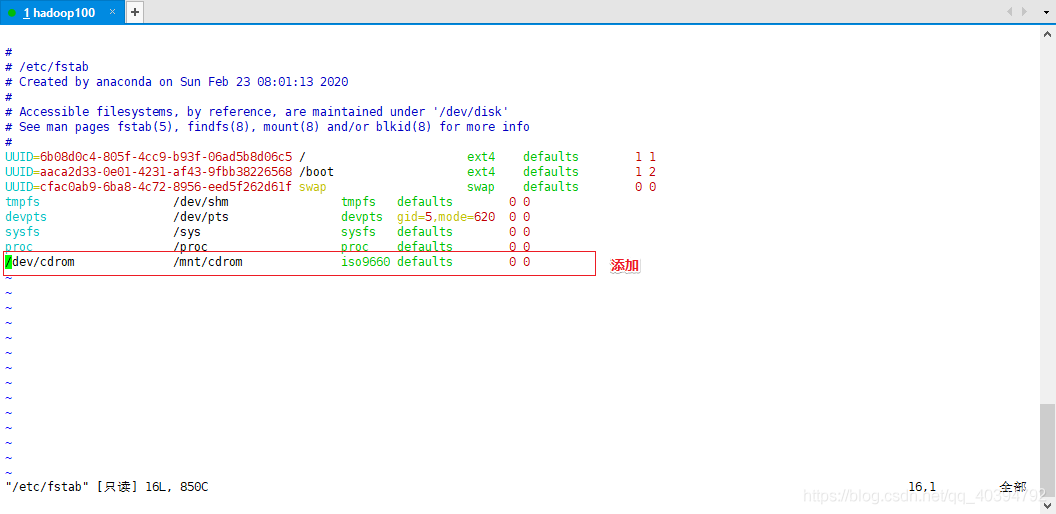 1 hadoop100 × +
#
# /etc/fstab
# Created by anaconda on Sun Feb 23 08:01:13 2020
#
# Accessible filesystems, by reference, are maintained under '/dev/disk'
# See man pages fstab(5), findfs(8), mount(8) and/or blkid(8) for more info
#
UUID=6b08d0c4-805f-4cc9-b93f-06ad5b8d06c5 / ext4 defaults 1 1
UUID=aaca2d33-0e01-4231-af43-9fbb38226568 /boot ext4 defaults 1 2
UUID=cfac0ab9-6ba8-4c72-8956-eed5f262d61f swap swap defaults 0 0
tmpfs /dev/shm tmpfs defaults 0 0
devpts /dev/pts devpts gid=5,mode=620 0 0
sysfs /sys sysfs defaults 0 0
proc /proc proc defaults 0 0
/dev/cdrom /mnt/cdrom iso9660 defaults 0 0 添加
~
~
~
~
~
~
~
~
~
~
~
~
~
~
"/etc/fstab" [只读] 16L, 850C 16,1 全部
https://blog.csdn.net/qq_40394792